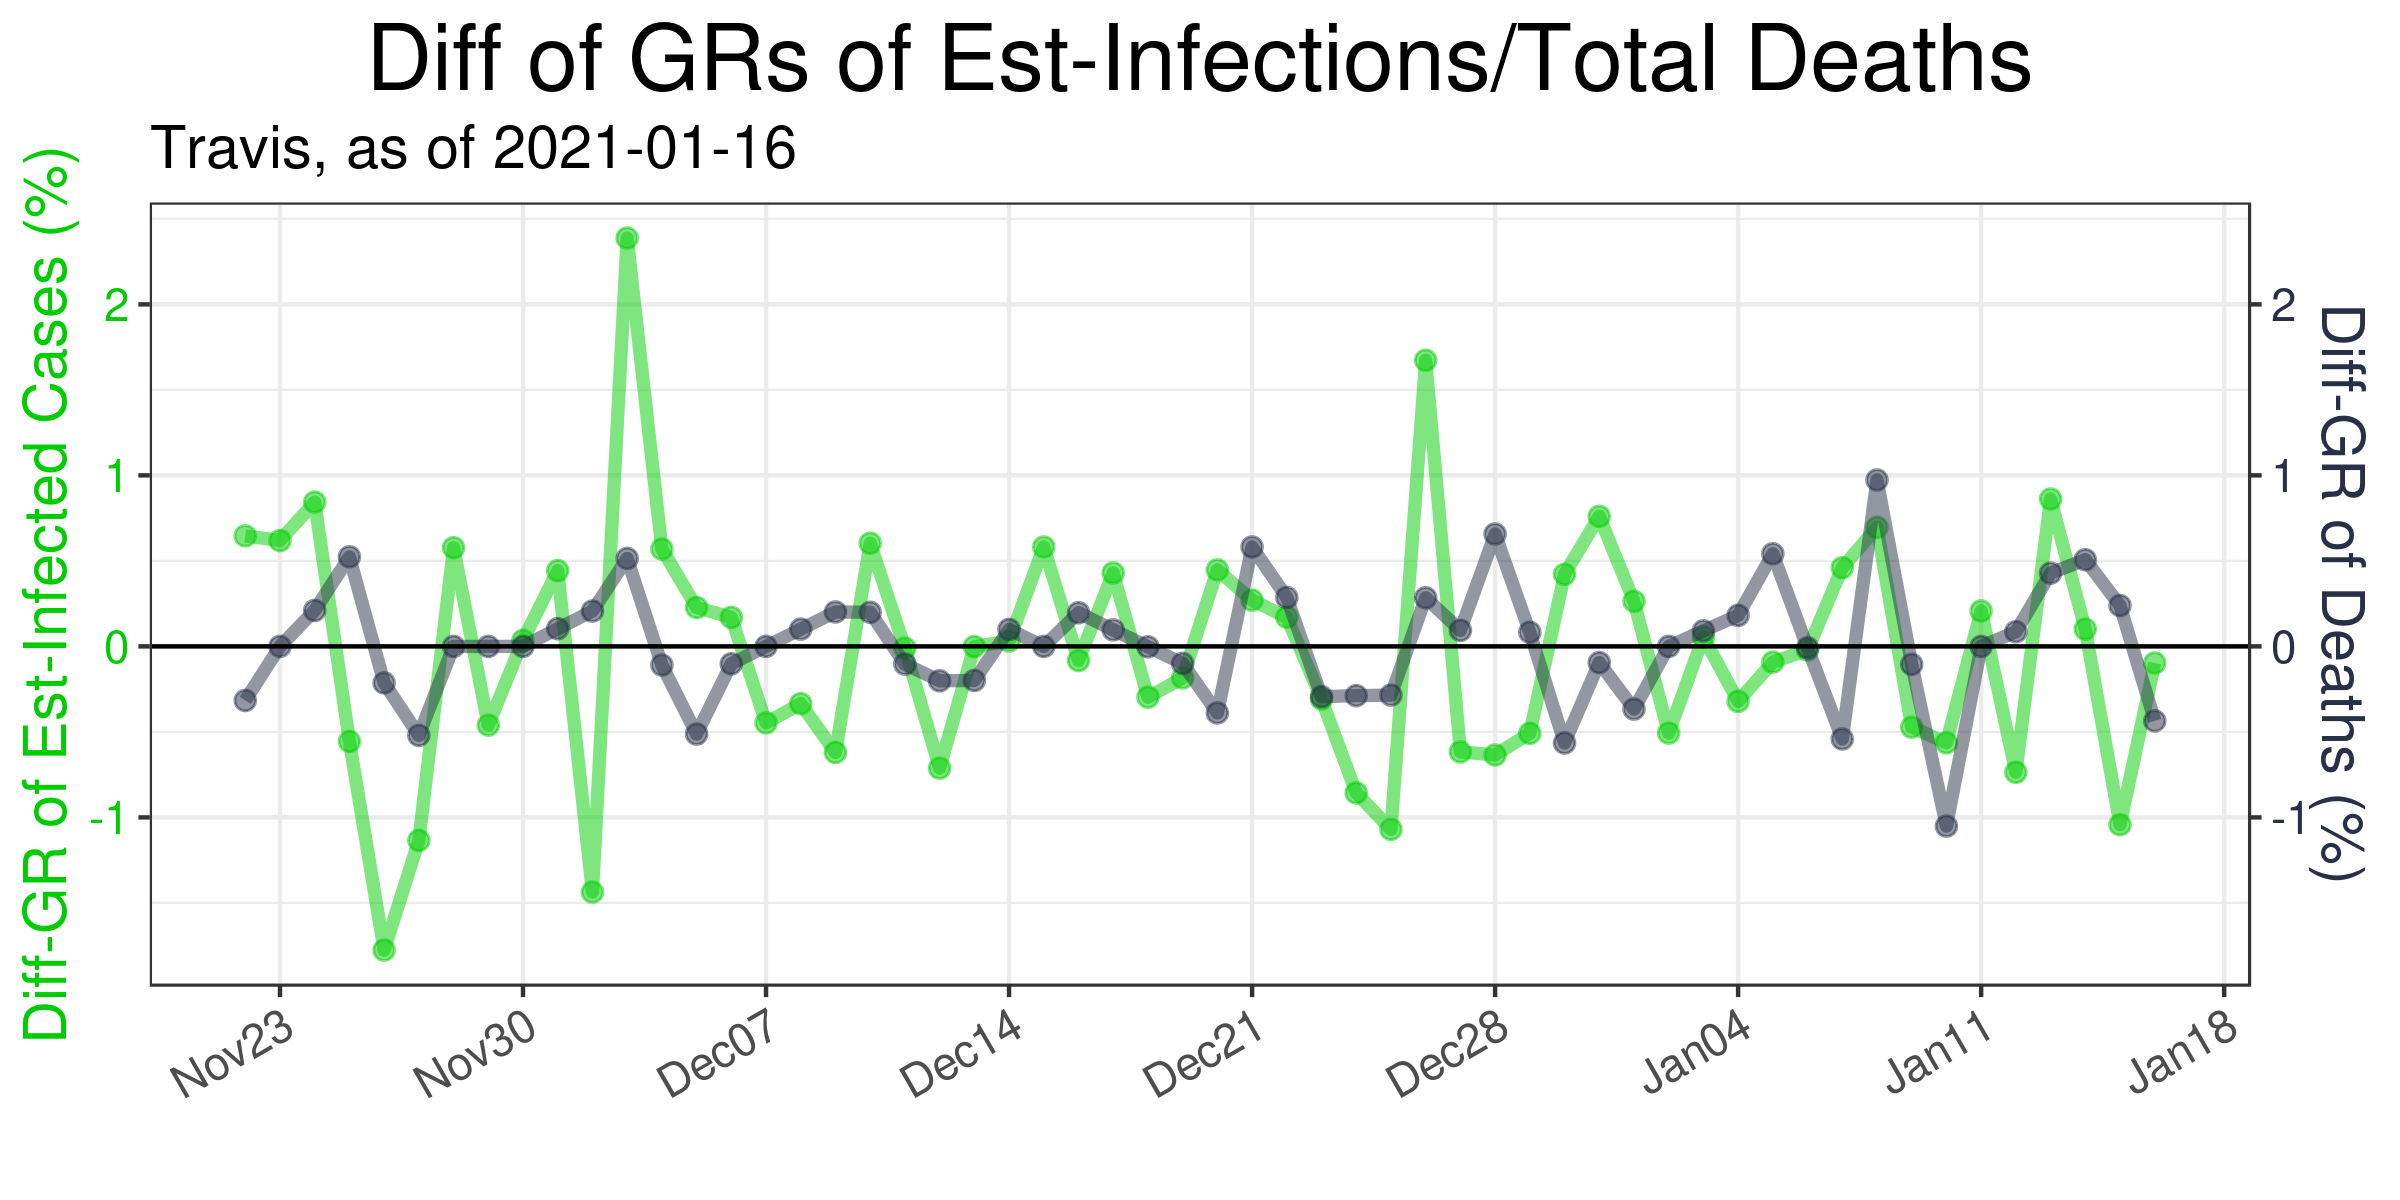 Diff of GRs of Est-Infections/Total Deaths
Travis, as of 2021-01-16
Diff-GR of Est-Infected Cases (%)
2
1
0
-1
2
1
0
-1
Diff-GR of Deaths (%)
Nov23
Nov30
Dec07
Dec14
Dec21
Dec28
Jan04
Jan11
Jan18